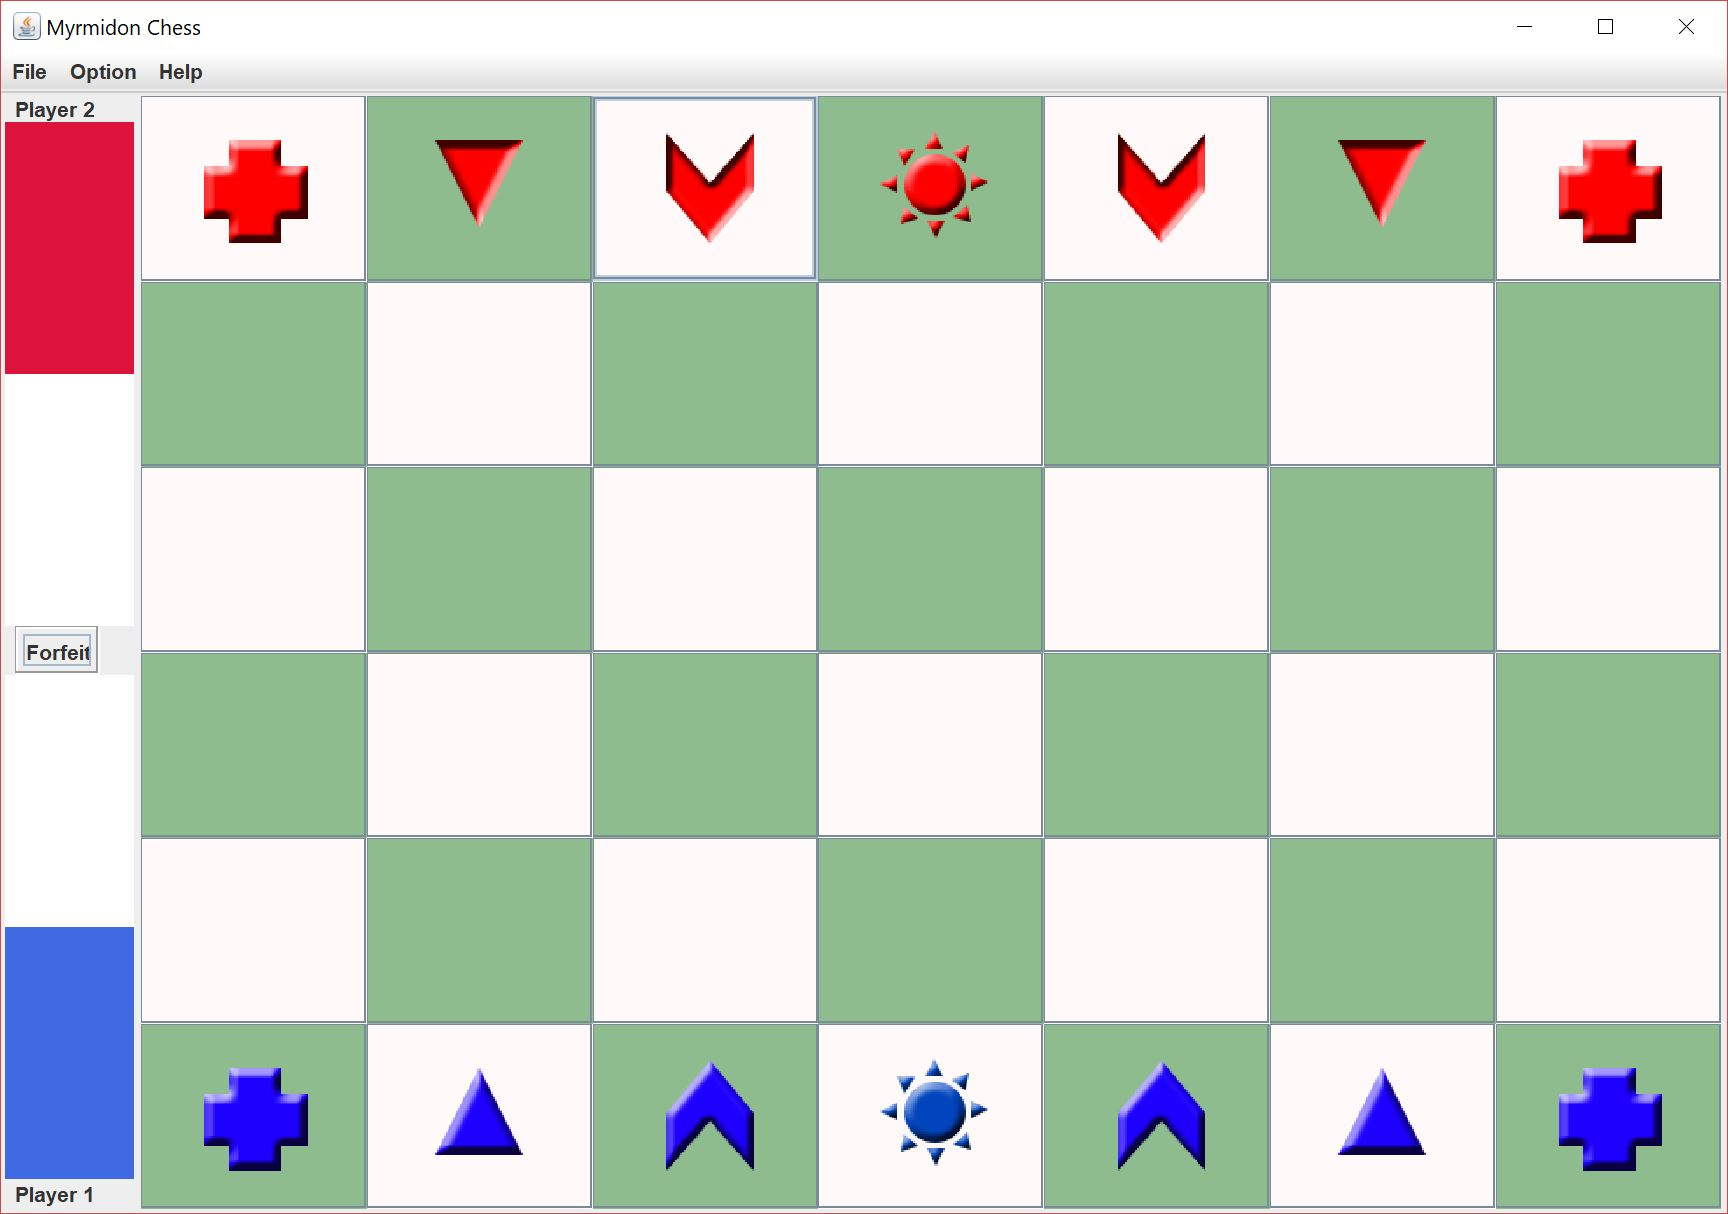 Myrmidon Chess
File Option Help
Player 2
Forfeit
Player 1